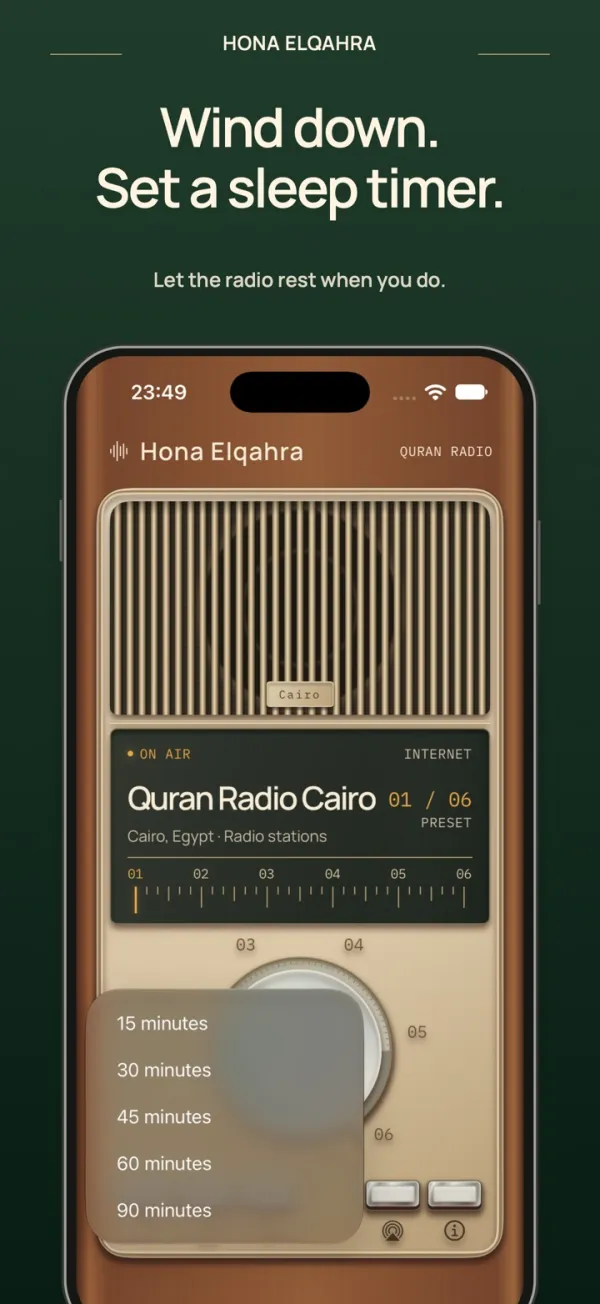 HONA ELQAHRA
Wind down.
Set a sleep timer.
Let the radio rest when you do.
23:49
Hona Elqahra
QURAN RADIO
Cairo
ON AIR
INTERNET
Quran Radio Cairo
01 / 06
PRESET
Cairo, Egypt · Radio stations
01 02 03 04 05 06
03 04
05
06
15 minutes
30 minutes
45 minutes
60 minutes
90 minutes